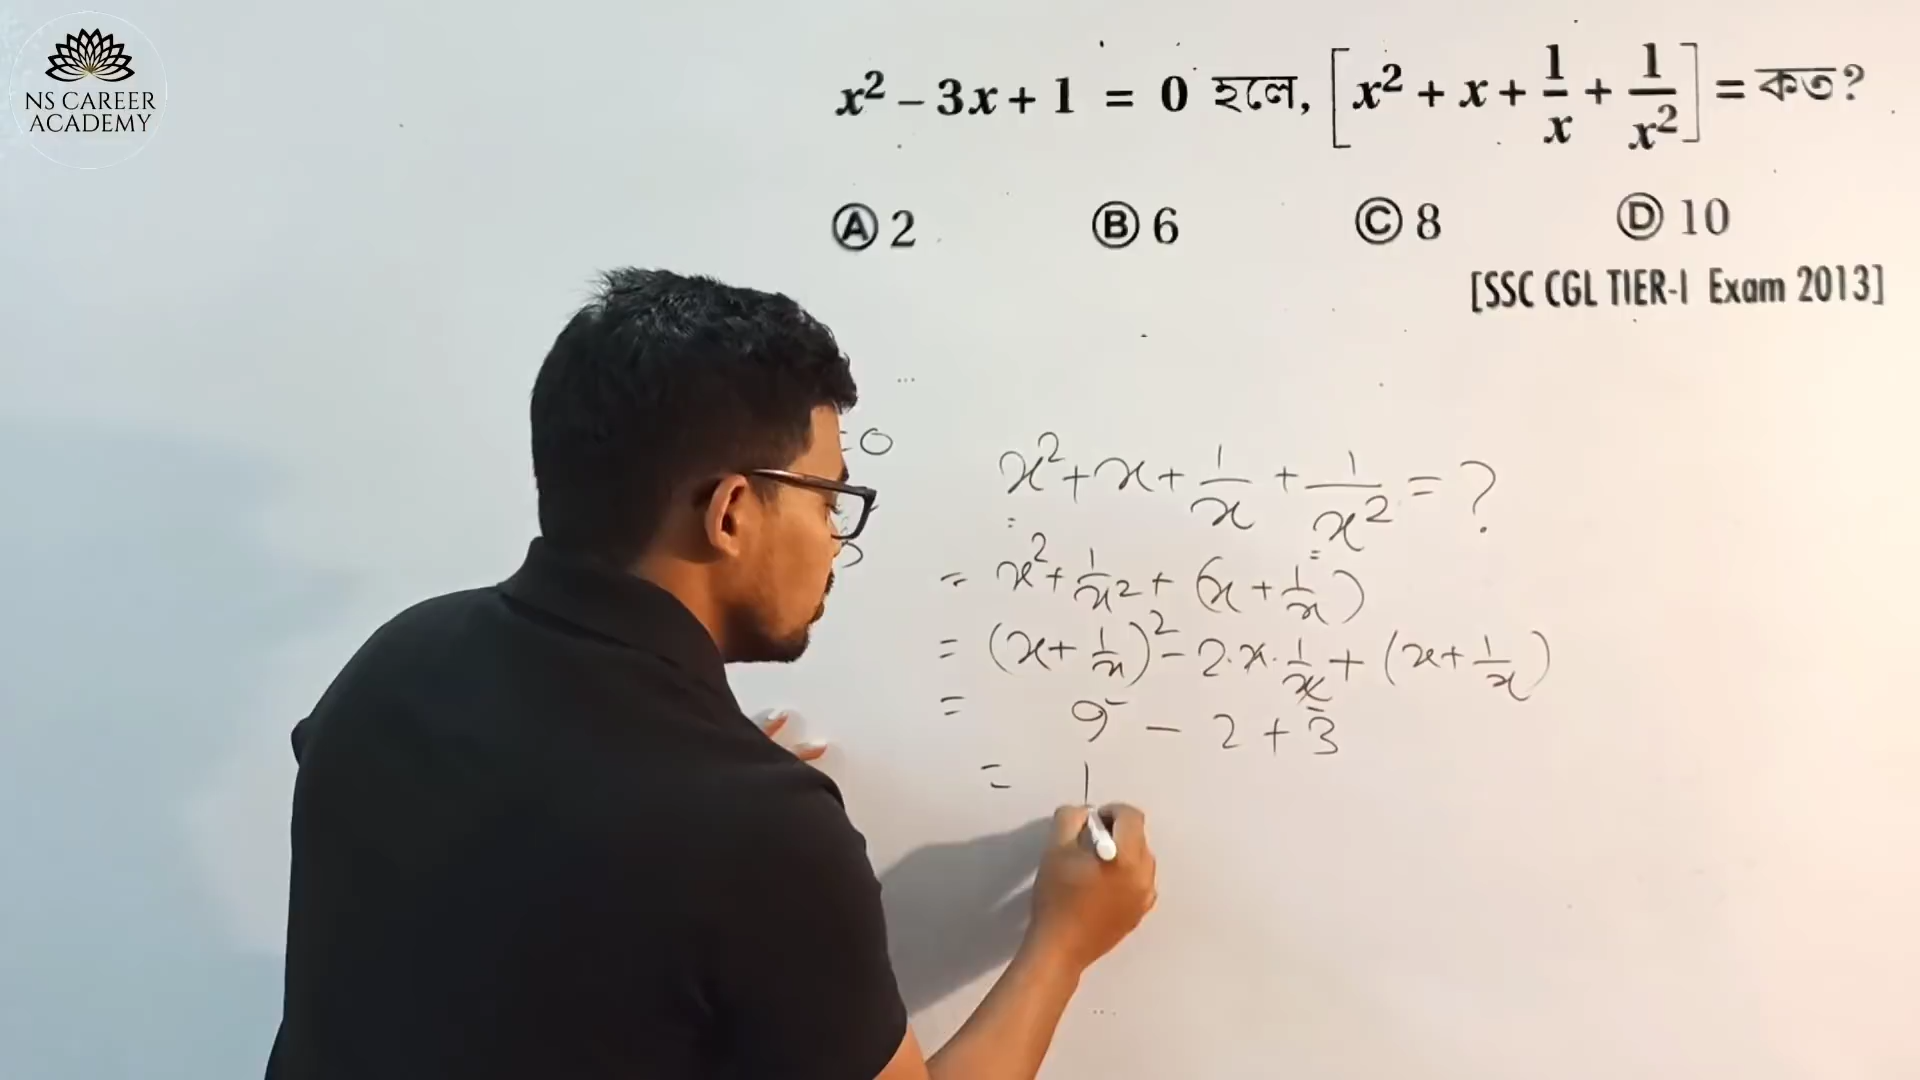 NS CAREER
ACADEMY
x² – 3x + 1 = 0 হলে, [x² + x + 1/x + 1/x²] = কত?
Ⓐ 2 Ⓑ 6 Ⓒ 8 Ⓓ 10
[SSC CGL TIER-I Exam 2013]
=0
x² + x + 1/x + 1/x² = ?
= x² + 1/x² + (x + 1/x)
= (x + 1/x)² – 2·x·1/x + (x + 1/x)
= 9 – 2 + 3
= 1